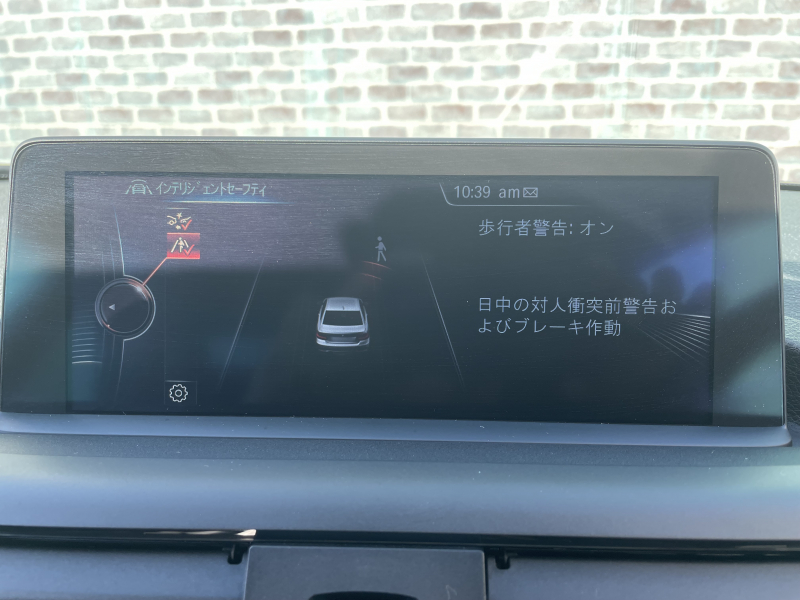 インテリジェントセーフティ
10:39 am
歩行者警告: オン
日中の対人衝突前警告お
よびブレーキ作動